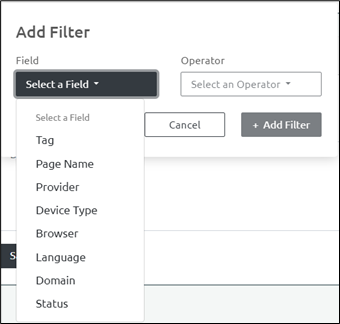 Add Filter
Field Operator
Select a Field Select an Operator
Select a Field
Cancel + Add Filter
Tag
Page Name
Provider
Device Type
Browser
Language
Domain
Status